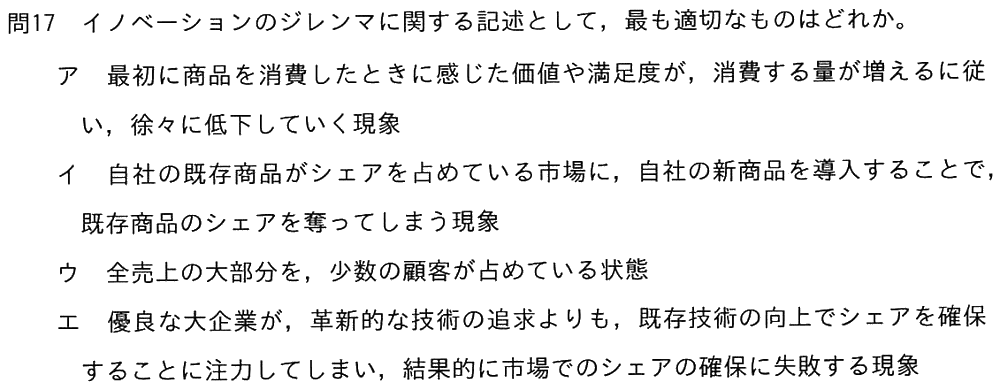 問17　イノベーションのジレンマに関する記述として，最も適切なものはどれか。
ア　最初に商品を消費したときに感じた価値や満足度が，消費する量が増えるに従
い，徐々に低下していく現象
イ　自社の既存商品がシェアを占めている市場に，自社の新商品を導入することで，
既存商品のシェアを奪ってしまう現象
ウ　全売上の大部分を，少数の顧客が占めている状態
エ　優良な大企業が，革新的な技術の追求よりも，既存技術の向上でシェアを確保
することに注力してしまい，結果的に市場でのシェアの確保に失敗する現象